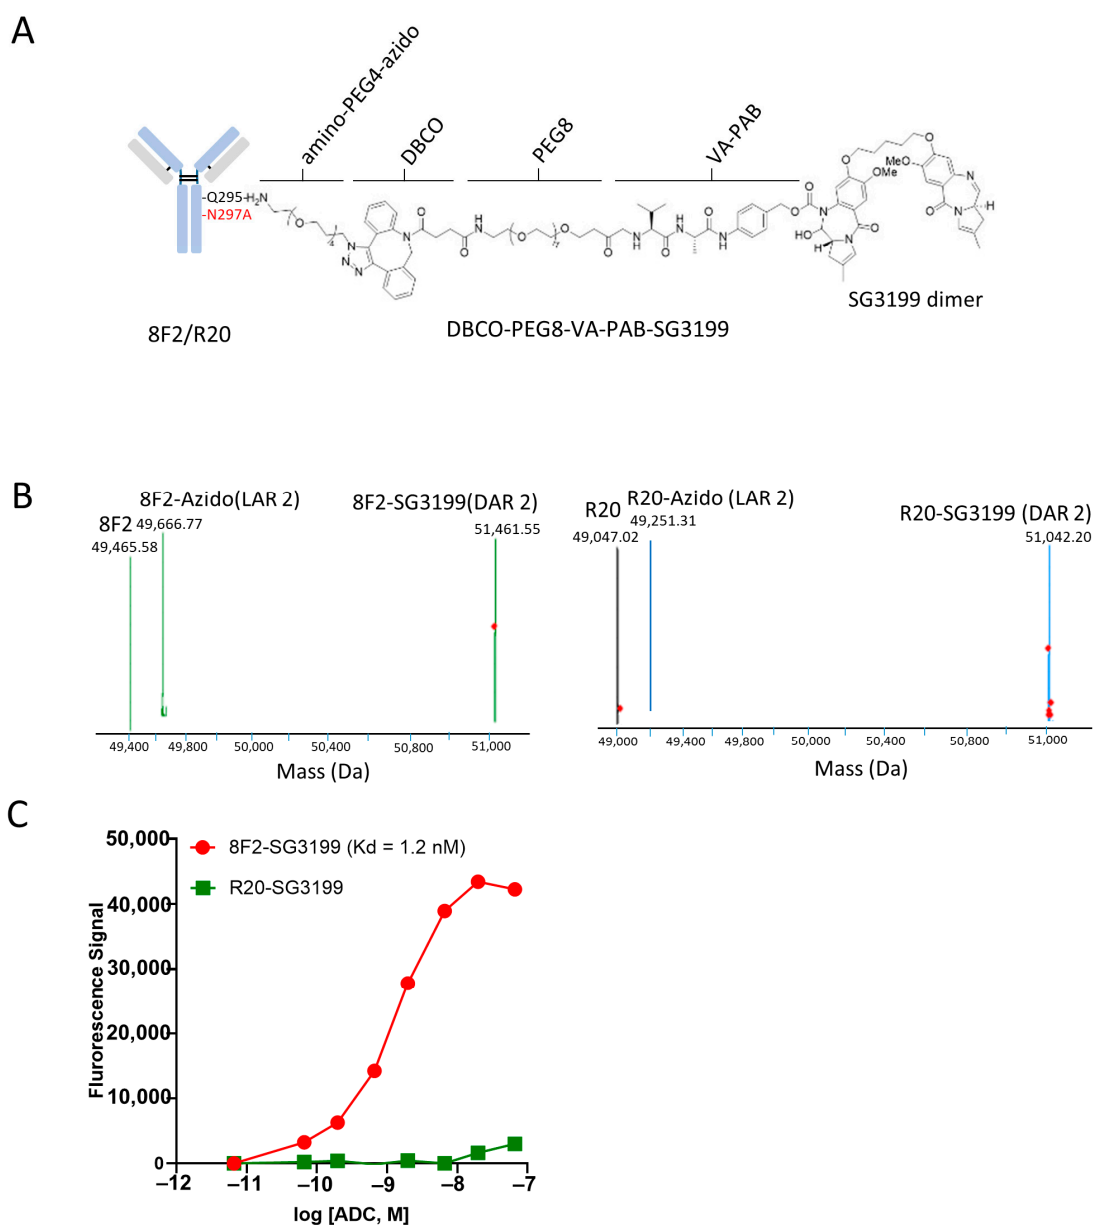 A
amino-PEG4-azido
DBCO
PEG8
VA-PAB
Q295
N297A
H₂N
O
4
N
N
N
N
O
O
H
N
O
O
7
O
O
N
H
O
H
N
O
N
H
O
O
N
HO
H
N
O
OMe
O
O
MeO
N
H
N
O
SG3199 dimer
8F2/R20
DBCO-PEG8-VA-PAB-SG3199
B
8F2-Azido(LAR 2)
8F2 49,666.77
49,465.58
8F2-SG3199(DAR 2)
51,461.55
49,400 49,800 50,000 50,400 50,800 51,000
Mass (Da)
R20 R20-Azido (LAR 2)
49,251.31
49,047.02
R20-SG3199 (DAR 2)
51,042.20
49,000 49,400 49,800 50,000 50,400 50,800 51,000
Mass (Da)
C
8F2-SG3199 (Kd = 1.2 nM)
R20-SG3199
Flurorescence Signal
50,000
40,000
30,000
20,000
10,000
0
–12 –11 –10 –9 –8 –7
log [ADC, M]